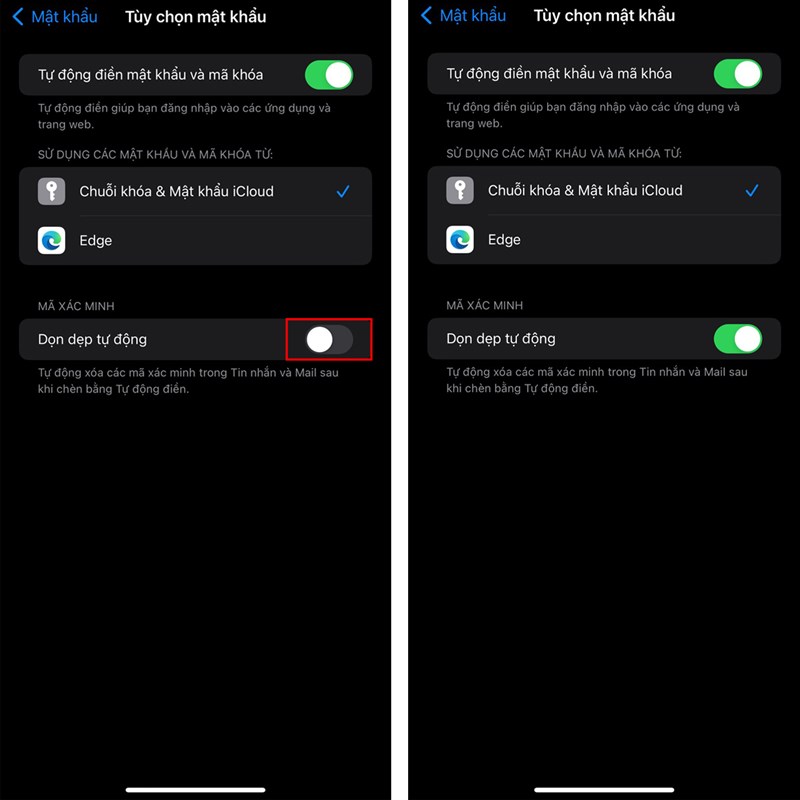 Mật khẩu
Tùy chọn mật khẩu
Tự động điền mật khẩu và mã khóa
Tự động điền giúp bạn đăng nhập vào các ứng dụng và
trang web.
SỬ DỤNG CÁC MẬT KHẨU VÀ MÃ KHÓA TỪ:
Chuỗi khóa & Mật khẩu iCloud
Edge
MÃ XÁC MINH
Dọn dẹp tự động
Tự động xóa các mã xác minh trong Tin nhắn và Mail sau
khi chèn bằng Tự động điền.
Mật khẩu
Tùy chọn mật khẩu
Tự động điền mật khẩu và mã khóa
Tự động điền giúp bạn đăng nhập vào các ứng dụng và
trang web.
SỬ DỤNG CÁC MẬT KHẨU VÀ MÃ KHÓA TỪ:
Chuỗi khóa & Mật khẩu iCloud
Edge
MÃ XÁC MINH
Dọn dẹp tự động
Tự động xóa các mã xác minh trong Tin nhắn và Mail sau
khi chèn bằng Tự động điền.